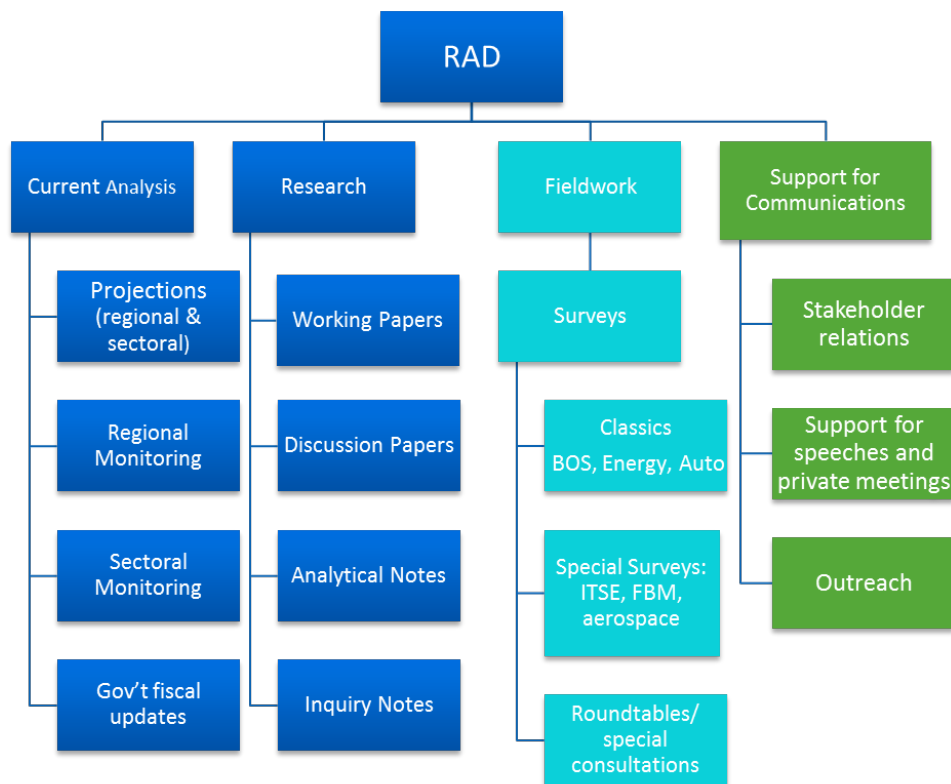 RAD
Current Analysis
Projections
(regional &
sectoral)
Regional
Monitoring
Sectoral
Monitoring
Gov’t fiscal
updates
Research
Working Papers
Discussion Papers
Analytical Notes
Inquiry Notes
Fieldwork
Surveys
Classics
BOS, Energy, Auto
Special Surveys:
ITSE, FBM,
aerospace
Roundtables/
special
consultations
Support for
Communications
Stakeholder
relations
Support for
speeches and
private meetings
Outreach